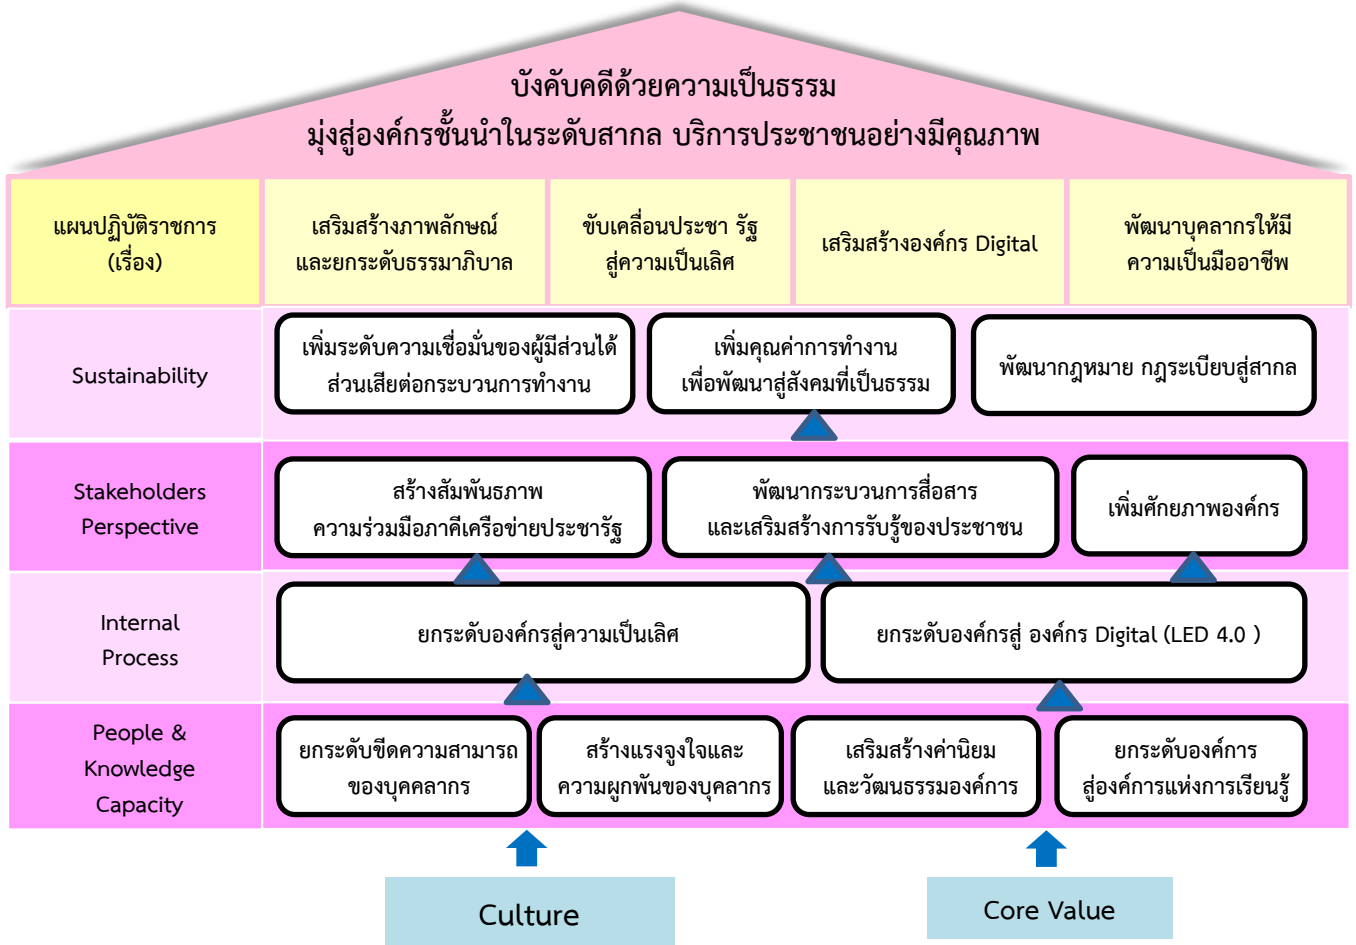 บังคับคดีด้วยความเป็นธรรม
มุ่งสู่องค์กรชั้นนำในระดับสากล บริการประชาชนอย่างมีคุณภาพ
แผนปฏิบัติราชการ
(เรื่อง)
เสริมสร้างภาพลักษณ์
และยกระดับธรรมาภิบาล
ขับเคลื่อนประชา รัฐ
สู่ความเป็นเลิศ
เสริมสร้างองค์กร Digital
พัฒนาบุคลากรให้มี
ความเป็นมืออาชีพ
Sustainability
เพิ่มระดับความเชื่อมั่นของผู้มีส่วนได้
ส่วนเสียต่อกระบวนการทำงาน
เพิ่มคุณค่าการทำงาน
เพื่อพัฒนาสู่สังคมที่เป็นธรรม
พัฒนากฎหมาย กฎระเบียบสู่สากล
Stakeholders
Perspective
สร้างสัมพันธภาพ
ความร่วมมือภาคีเครือข่ายประชารัฐ
พัฒนากระบวนการสื่อสาร
และเสริมสร้างการรับรู้ของประชาชน
เพิ่มศักยภาพองค์กร
Internal
Process
ยกระดับองค์กรสู่ความเป็นเลิศ
ยกระดับองค์กรสู่ องค์กร Digital (LED 4.0 )
People &
Knowledge
Capacity
ยกระดับขีดความสามารถ
ของบุคคลากร
สร้างแรงจูงใจและ
ความผูกพันของบุคลากร
เสริมสร้างค่านิยม
และวัฒนธรรมองค์การ
ยกระดับองค์การ
สู่องค์การแห่งการเรียนรู้
Culture
Core Value